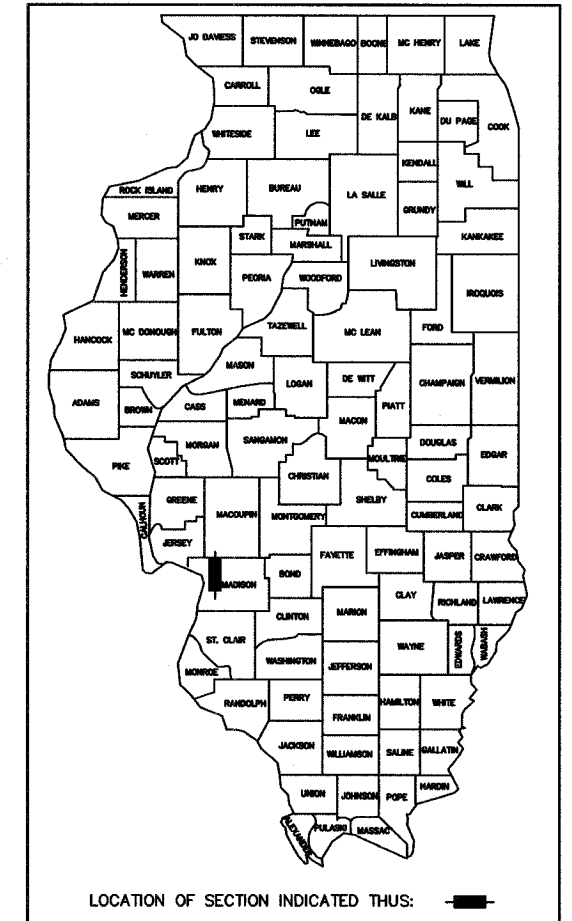 JO DAVIESS STEVENSON WINNEBAGO BOONE MC HENRY LAKE
CARROLL OGLE DE KALB KANE DU PAGE COOK
WHITESIDE LEE
KENDALL WILL
ROCK ISLAND HENRY BUREAU LA SALLE GRUNDY
MERCER PUTNAM
STARK MARSHALL KANKAKEE
HENDERSON WARREN KNOX PEORIA WOODFORD LIVINGSTON IROQUOIS
HANCOCK MC DONOUGH FULTON TAZEWELL MC LEAN FORD
MASON
SCHUYLER LOGAN DE WITT CHAMPAIGN VERMILION
ADAMS BROWN CASS MENARD PIATT
MACON
MORGAN SANGAMON DOUGLAS
PIKE SCOTT CHRISTIAN MOULTRIE COLES EDGAR
GREENE MACOUPIN SHELBY
CALHOUN MONTGOMERY CUMBERLAND CLARK
JERSEY FAYETTE EFFINGHAM JASPER CRAWFORD
MADISON BOND
CLAY RICHLAND LAWRENCE
CLINTON MARION
ST. CLAIR WAYNE EDWARDS WABASH
WASHINGTON JEFFERSON
MONROE
RANDOLPH PERRY HAMILTON WHITE
FRANKLIN
JACKSON WILLIAMSON SALINE GALLATIN
UNION JOHNSON POPE HARDIN
ALEXANDER PULASKI MASSAC
LOCATION OF SECTION INDICATED THUS: